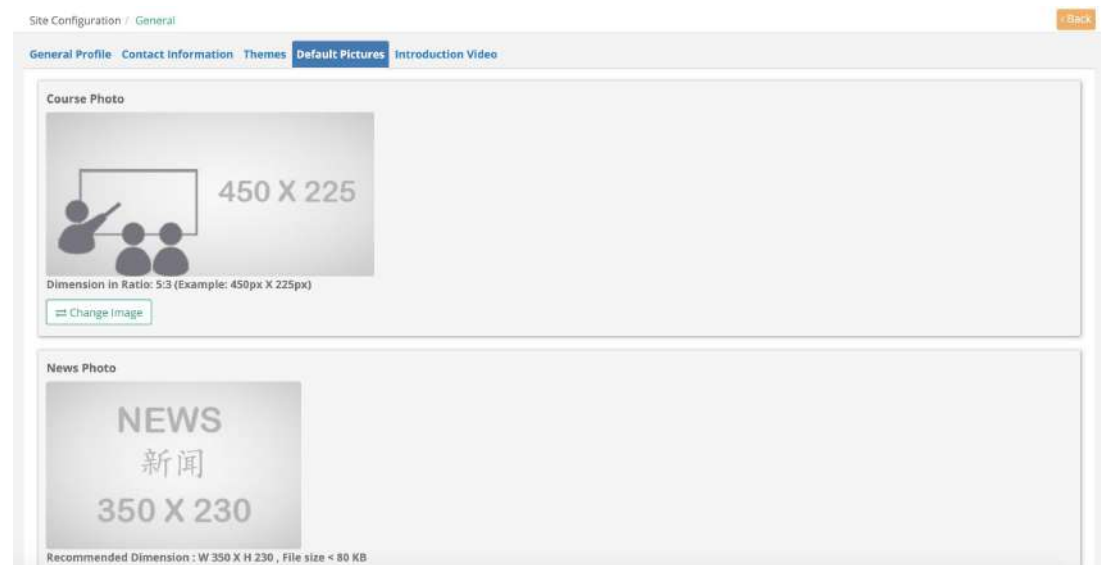 Site Configuration / General
‹ Back
General Profile Contact Information Themes Default Pictures Introduction Video
Course Photo
450 X 225
Dimension in Ratio: 5:3 (Example: 450px X 225px)
⇄ Change Image
News Photo
NEWS
新闻
350 X 230
Recommended Dimension : W 350 X H 230 , File size < 80 KB